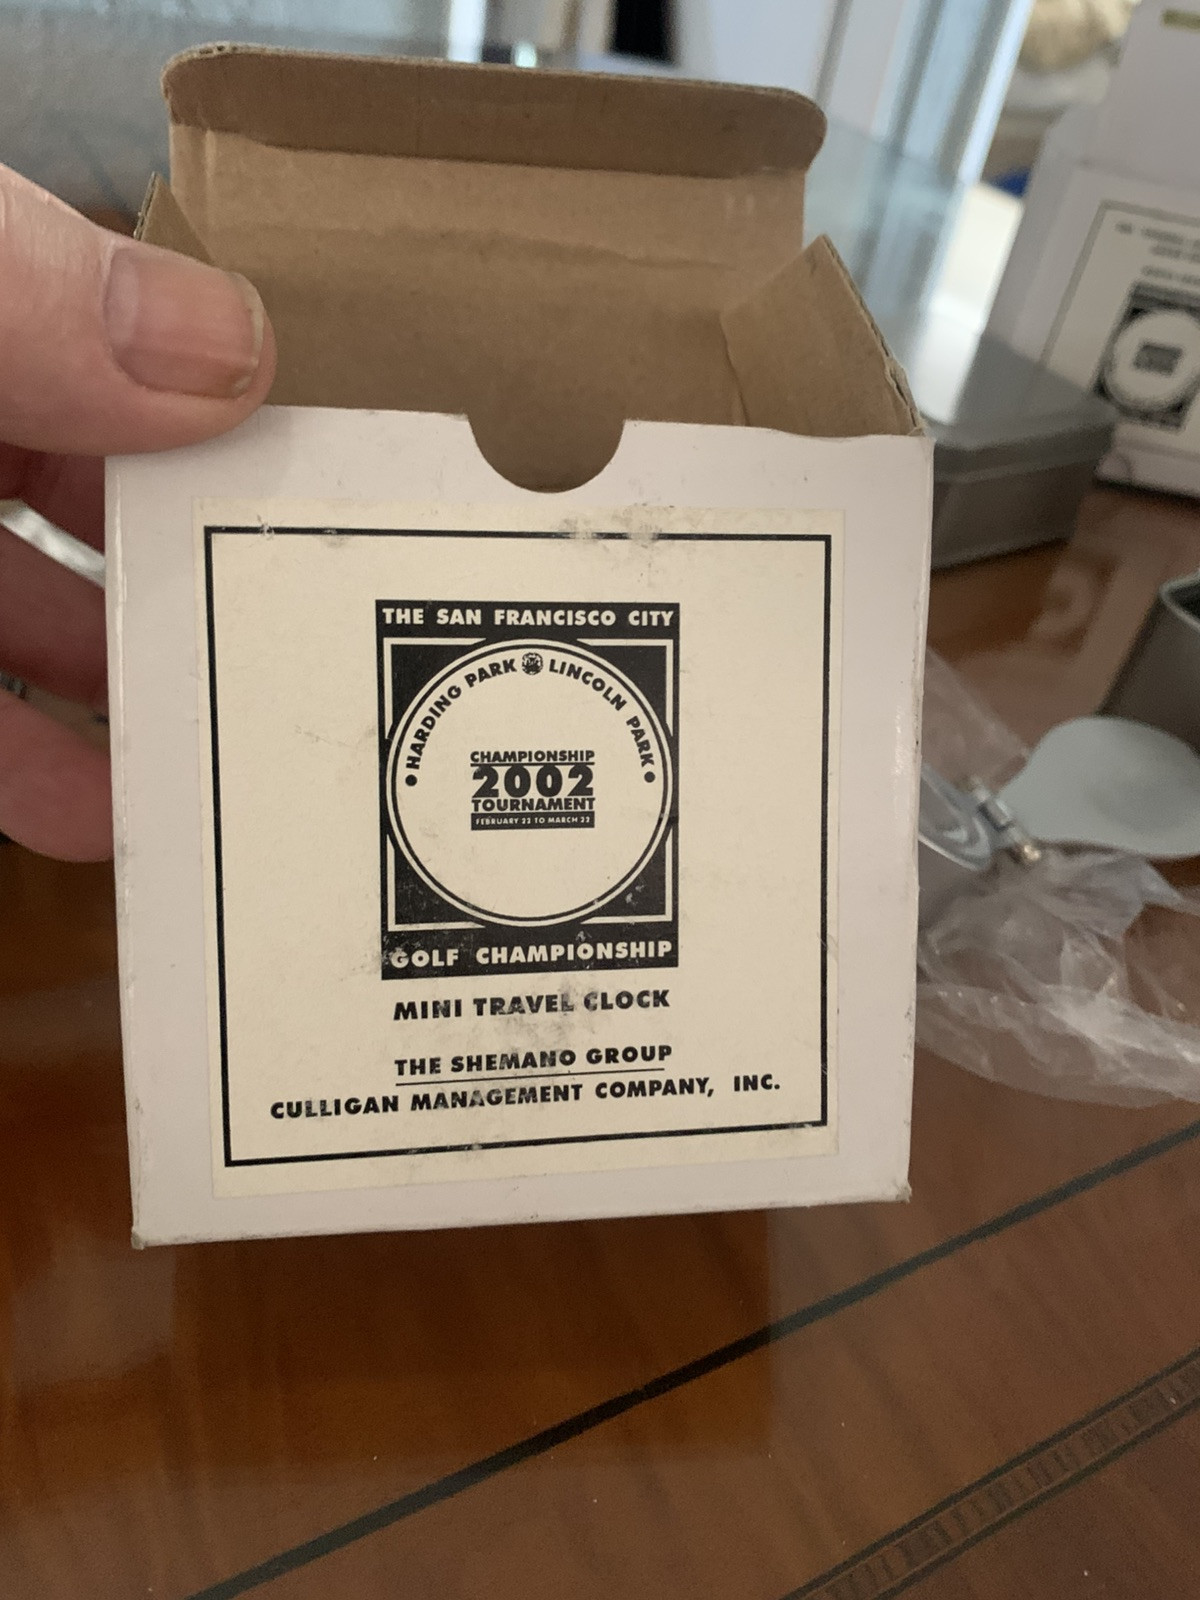 THE SAN FRANCISCO CITY
• HARDING PARK LINCOLN PARK •
CHAMPIONSHIP
2002
TOURNAMENT
FEBRUARY 22 TO MARCH 23
GOLF CHAMPIONSHIP
MINI TRAVEL CLOCK
THE SHEMANO GROUP
CULLIGAN MANAGEMENT COMPANY, INC.